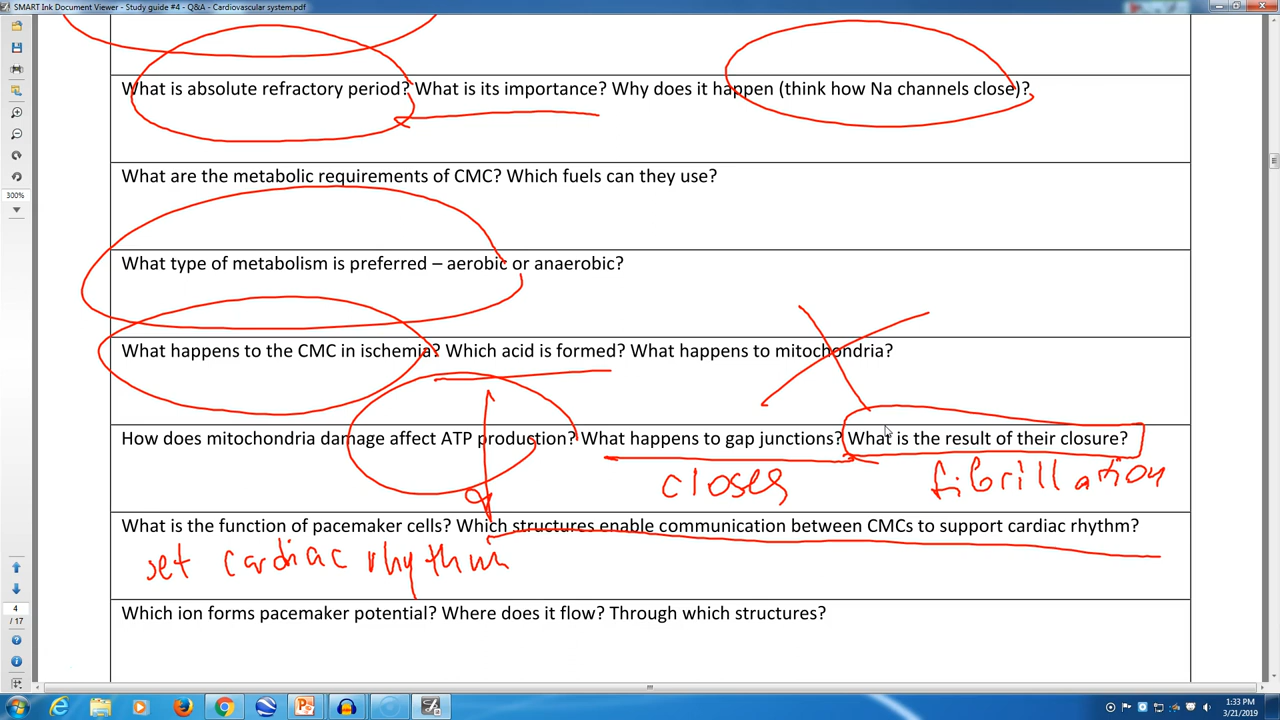 SMART Ink Document Viewer - Study guide #4 - Q&A - Cardiovascular system.pdf
What is absolute refractory period? What is its importance? Why does it happen (think how Na channels close)?
What are the metabolic requirements of CMC? Which fuels can they use?
300%
What type of metabolism is preferred – aerobic or anaerobic?
What happens to the CMC in ischemia? Which acid is formed? What happens to mitochondria?
How does mitochondria damage affect ATP production? What happens to gap junctions? What is the result of their closure?
closes fibrillation
What is the function of pacemaker cells? Which structures enable communication between CMCs to support cardiac rhythm?
set cardiac rhythm
Which ion forms pacemaker potential? Where does it flow? Through which structures?
4
/ 17
1:33 PM
3/21/2019